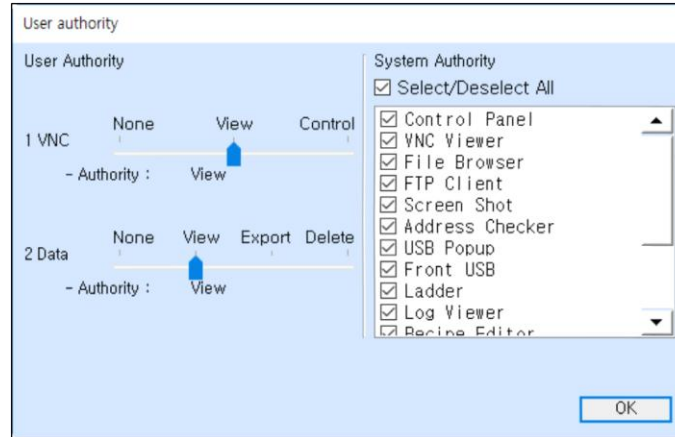 User authority
User Authority
1 VNC
None View Control
- Authority : View
2 Data
None View Export Delete
- Authority : View
System Authority
Select/Deselect All
Control Panel
VNC Viewer
File Browser
FTP Client
Screen Shot
Address Checker
USB Popup
Front USB
Ladder
Log Viewer
Recipe Editor
OK